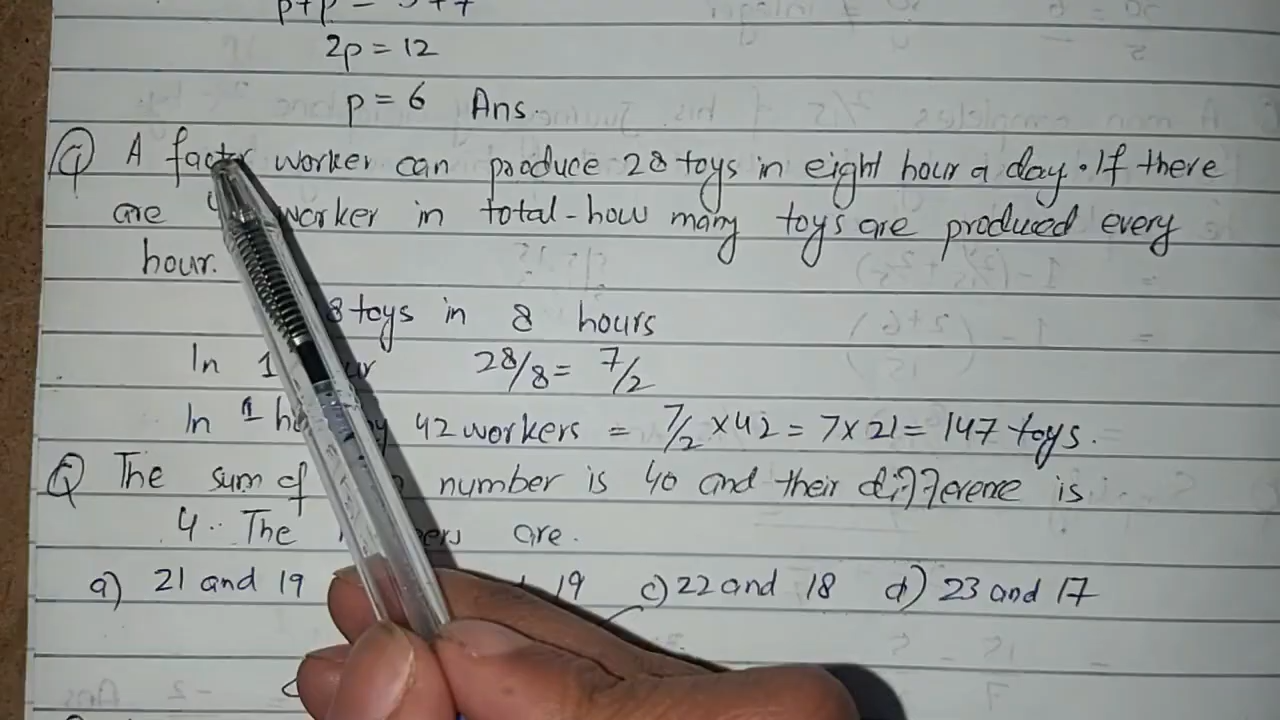 2p = 12
p = 6 Ans.
Q A factor worker can produce 28 toys in eight hour a day. If there
are worker in total - how many toys are produced every
hour.
8 toys in 8 hours
In 1 28/8 = 7/2
In 1 42 workers = 7/2 × 42 = 7 × 21 = 147 toys.
Q The sum of number is 40 and their difference is
4. The are.
a) 21 and 19 19 c) 22 and 18 d) 23 and 17